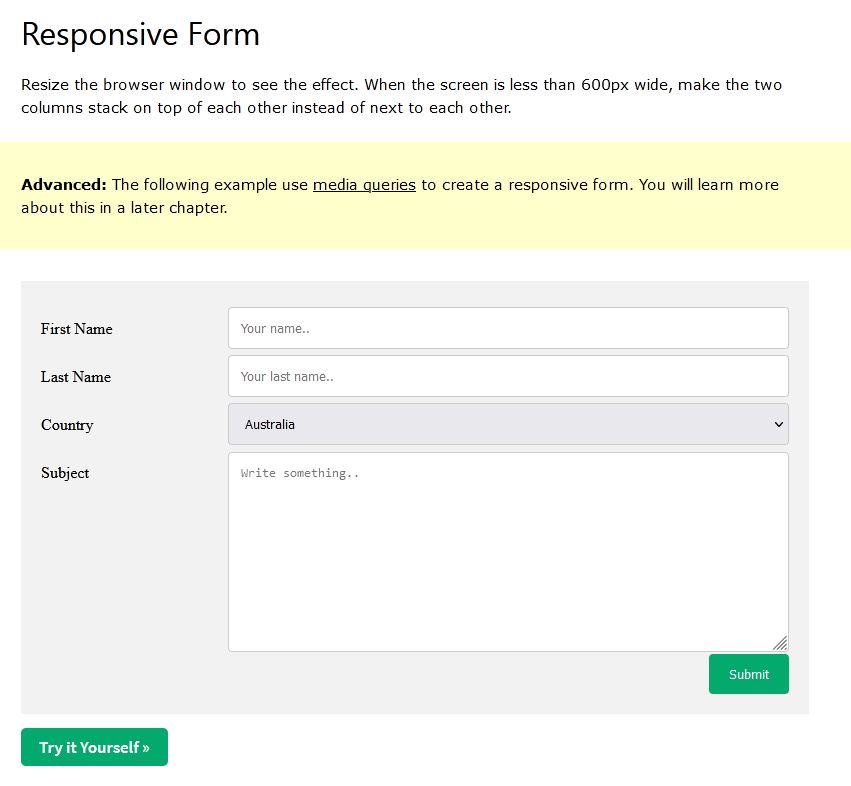 Responsive Form
Resize the browser window to see the effect. When the screen is less than 600px wide, make the two
columns stack on top of each other instead of next to each other.
Advanced: The following example use media queries to create a responsive form. You will learn more
about this in a later chapter.
First Name
Your name..
Last Name
Your last name..
Country
Australia
Subject
Write something..
Submit
Try it Yourself »